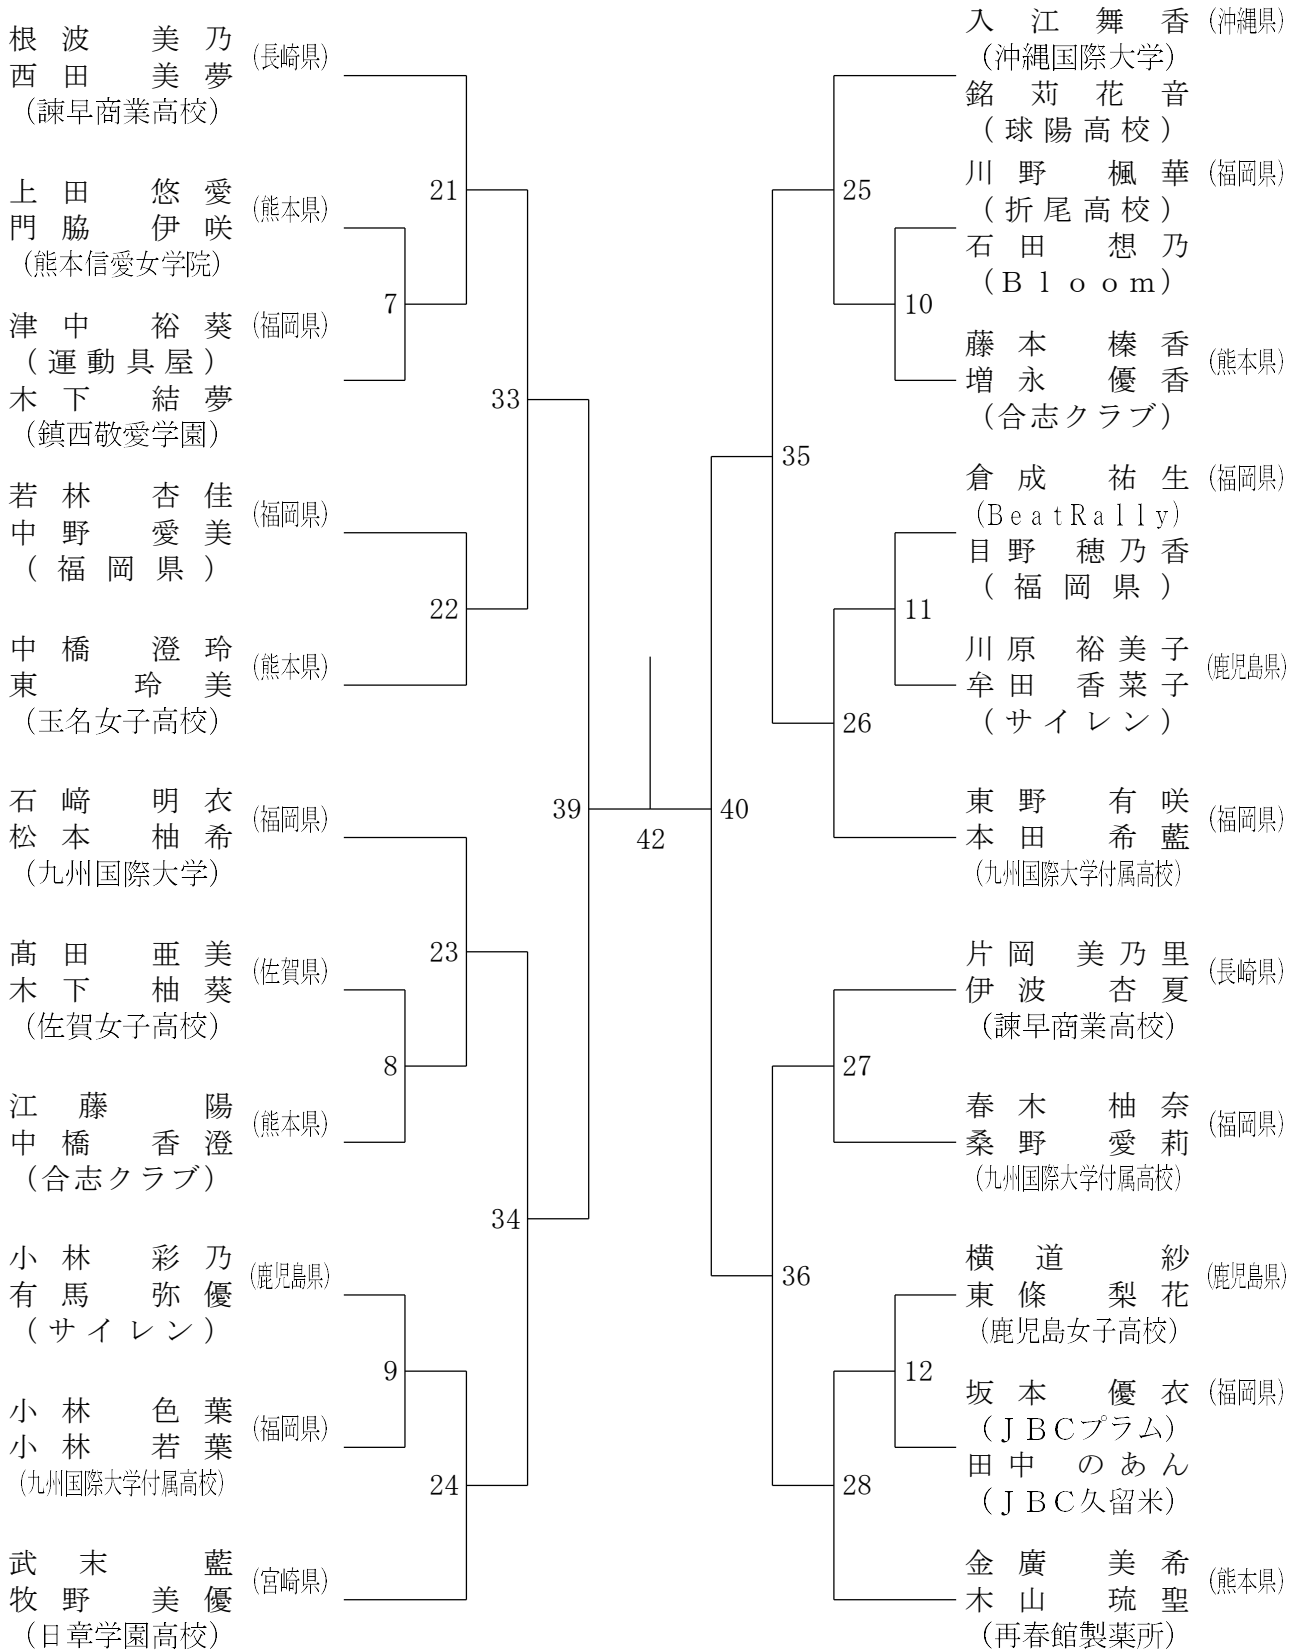 根波 美乃
西田 美夢
(長崎県)
(諫早商業高校)
上田 悠愛
門脇 伊咲
(熊本県)
(熊本信愛女学院)
津中 裕葵
(福岡県)
(運動具屋)
木下 結夢
(鎮西敬愛学園)
若林 杏佳
中野 愛美
(福岡県)
(福岡県)
中橋 澄玲
東 玲美
(熊本県)
(玉名女子高校)
石﨑 明衣
松本 柚希
(福岡県)
(九州国際大学)
髙田 亜美
木下 柚葵
(佐賀県)
(佐賀女子高校)
江藤 陽
中橋 香澄
(熊本県)
(合志クラブ)
小林 彩乃
有馬 弥優
(鹿児島県)
(サイレン)
小林 色葉
小林 若葉
(福岡県)
(九州国際大学付属高校)
武末 藍
牧野 美優
(宮崎県)
(日章学園高校)
21
7
33
22
23
8
34
9
24
39
42
40
25
10
35
11
26
27
36
12
28
入江舞香
(沖縄県)
(沖縄国際大学)
銘苅花音
(球陽高校)
川野 楓華
(福岡県)
(折尾高校)
石田 想乃
(Bloom)
藤本 榛香
増永 優香
(熊本県)
(合志クラブ)
倉成 祐生
(福岡県)
(BeatRally)
目野 穂乃香
(福岡県)
川原 裕美子
牟田 香菜子
(鹿児島県)
(サイレン)
東野 有咲
本田 希藍
(福岡県)
(九州国際大学付属高校)
片岡 美乃里
伊波 杏夏
(長崎県)
(諫早商業高校)
春木 柚奈
桑野 愛莉
(福岡県)
(九州国際大学付属高校)
横道 紗
東條 梨花
(鹿児島県)
(鹿児島女子高校)
坂本 優衣
(福岡県)
(JBCプラム)
田中 のあん
(JBC久留米)
金廣 美希
木山 琉聖
(熊本県)
(再春館製薬所)